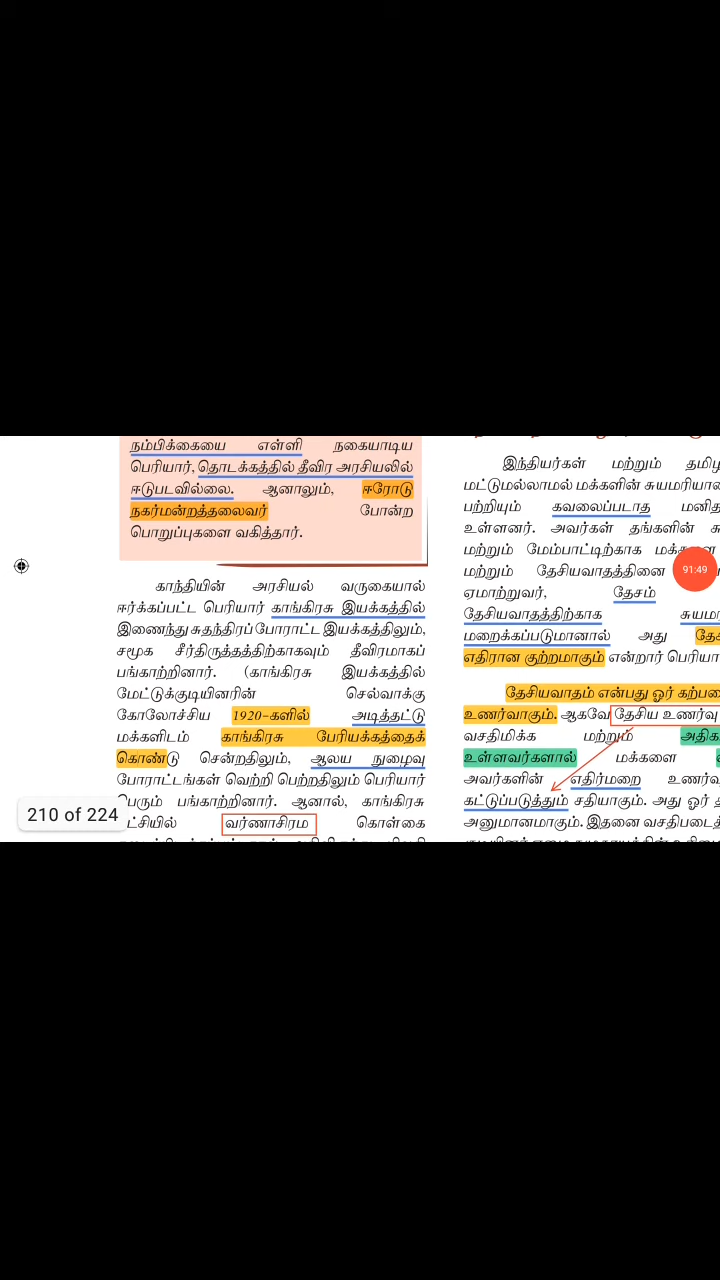 நம்பிக்கையை எள்ளி நகையாடிய
பெரியார், தொடக்கத்தில் தீவிர அரசியலில்
ஈடுபடவில்லை. ஆனாலும், ஈரோடு
நகர்மன்றத்தலைவர் போன்ற
பொறுப்புகளை வகித்தார்.
காந்தியின் அரசியல் வருகையால்
ஈர்க்கப்பட்ட பெரியார் காங்கிரசு இயக்கத்தில்
இணைந்து சுதந்திரப்போராட்ட இயக்கத்திலும்,
சமூக சீர்திருத்தத்திற்காகவும் தீவிரமாகப்
பங்காற்றினார். (காங்கிரசு இயக்கத்தில்
மேட்டுக்குடியினரின் செல்வாக்கு
கோலோச்சிய 1920-களில் அடித்தட்டு
மக்களிடம் காங்கிரசு பேரியக்கத்தைக்
கொண்டு சென்றதிலும், ஆலய நுழைவு
போராட்டங்கள் வெற்றி பெற்றதிலும் பெரியார்
பெரும் பங்காற்றினார். ஆனால், காங்கிரசு
வர்ணாசிரம கொள்கை
இந்தியர்கள் மற்றும்
மட்டுமல்லாமல் மக்களின்
பற்றியும் கவலைப்படாத
உள்ளனர். அவர்கள் தங்களின்
மற்றும் மேம்பாட்டிற்காக
மற்றும் தேசியவாதத்தினை
ஏமாற்றுவர், தேசம்
தேசியவாதத்திற்காக
மறைக்கப்படுமானால் அது
எதிரான குற்றமாகும் என்றார்
தேசியவாதம் என்பது ஓர்
உணர்வாகும். ஆகவே தேசிய உணர்வு
வசதிமிக்க மற்றும்
உள்ளவர்களால் மக்களை
அவர்களின் எதிர்மறை
கட்டுப்படுத்தும் சதியாகும். அது ஓர்
அனுமானமாகும். இதனை
91:49
210 of 224